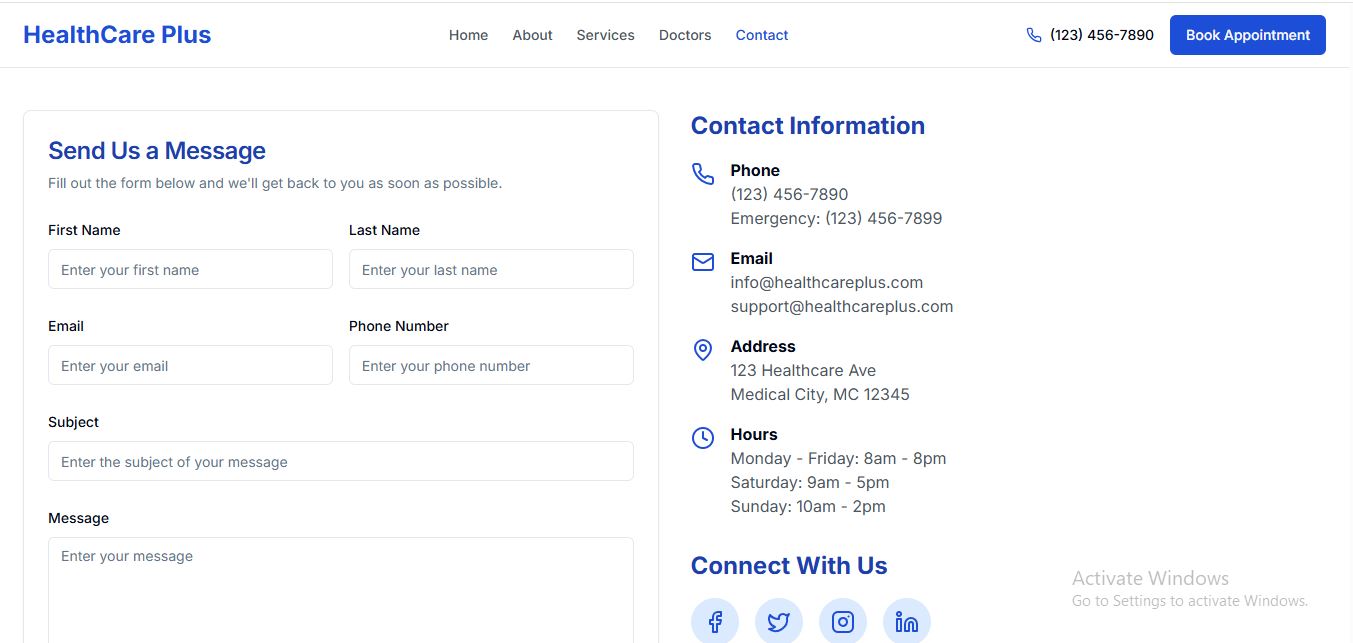 HealthCare Plus
Home About Services Doctors Contact
(123) 456-7890
Book Appointment
Send Us a Message
Fill out the form below and we'll get back to you as soon as possible.
First Name
Last Name
Enter your first name
Enter your last name
Email
Phone Number
Enter your email
Enter your phone number
Subject
Enter the subject of your message
Message
Enter your message
Contact Information
Phone
(123) 456-7890
Emergency: (123) 456-7899
Email
info@healthcareplus.com
support@healthcareplus.com
Address
123 Healthcare Ave
Medical City, MC 12345
Hours
Monday - Friday: 8am - 8pm
Saturday: 9am - 5pm
Sunday: 10am - 2pm
Connect With Us
Activate Windows
Go to Settings to activate Windows.